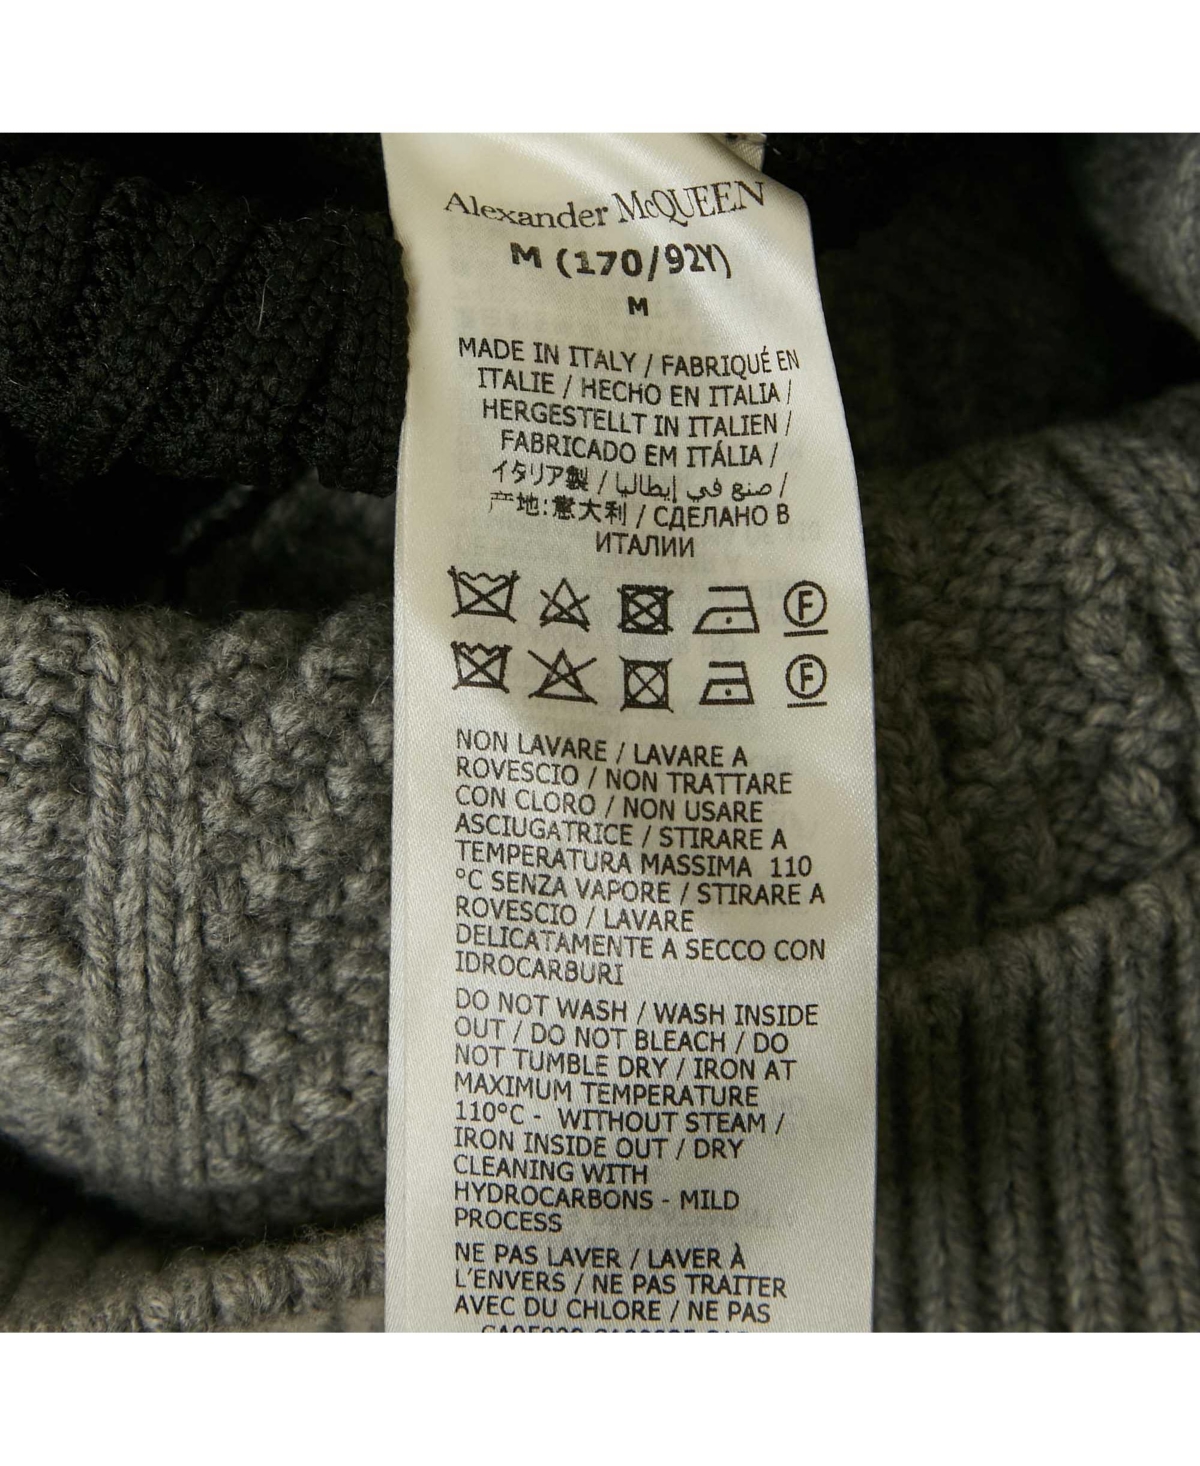 Alexander McQUEEN
M (170/92Y)
M
MADE IN ITALY / FABRIQUÉ EN
ITALIE / HECHO EN ITALIA /
HERGESTELLT IN ITALIEN /
FABRICADO EM ITÁLIA /
イタリア製 / صنع في إيطاليا /
产地:意大利 / СДЕЛАНО В
ИТАЛИИ
F
F
NON LAVARE / LAVARE A
ROVESCIO / NON TRATTARE
CON CLORO / NON USARE
ASCIUGATRICE / STIRARE A
TEMPERATURA MASSIMA 110
°C SENZA VAPORE / STIRARE A
ROVESCIO / LAVARE
DELICATAMENTE A SECCO CON
IDROCARBURI
DO NOT WASH / WASH INSIDE
OUT / DO NOT BLEACH / DO
NOT TUMBLE DRY / IRON AT
MAXIMUM TEMPERATURE
110°C - WITHOUT STEAM /
IRON INSIDE OUT / DRY
CLEANING WITH
HYDROCARBONS - MILD
PROCESS
NE PAS LAVER / LAVER À
L'ENVERS / NE PAS TRAITER
AVEC DU CHLORE / NE PAS